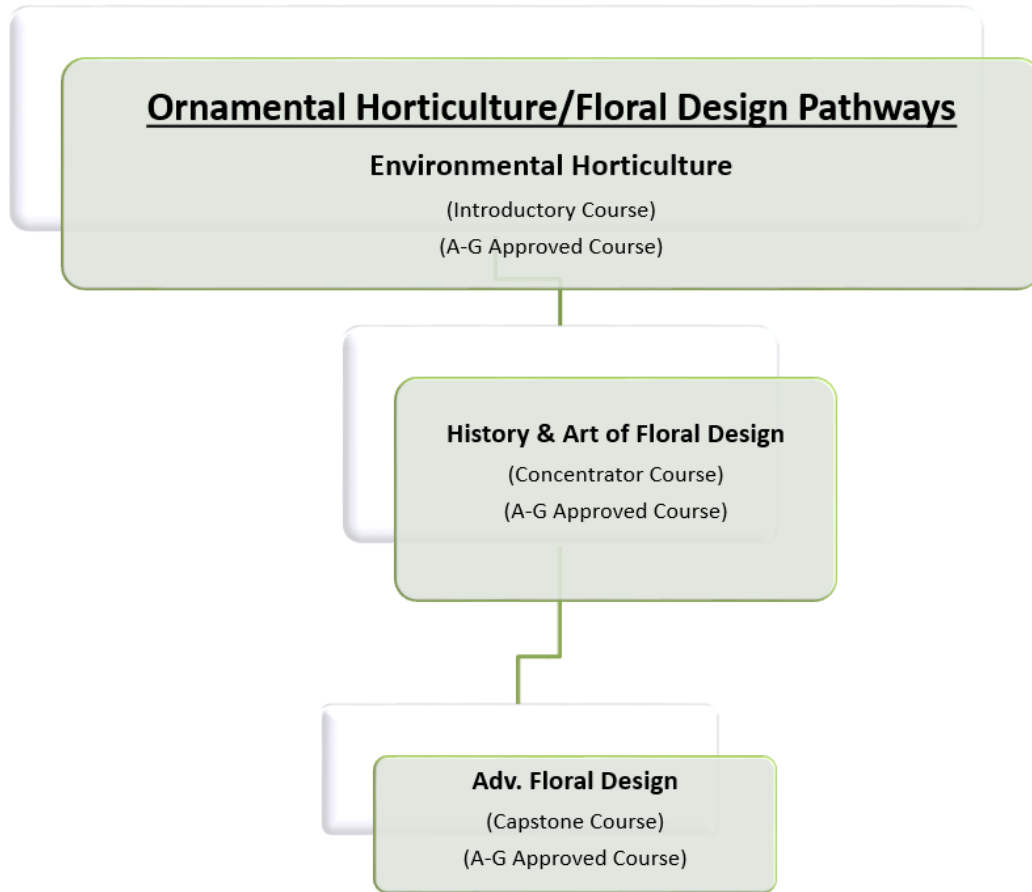 Ornamental Horticulture/Floral Design Pathways
Environmental Horticulture
(Introductory Course)
(A-G Approved Course)
History & Art of Floral Design
(Concentrator Course)
(A-G Approved Course)
Adv. Floral Design
(Capstone Course)
(A-G Approved Course)